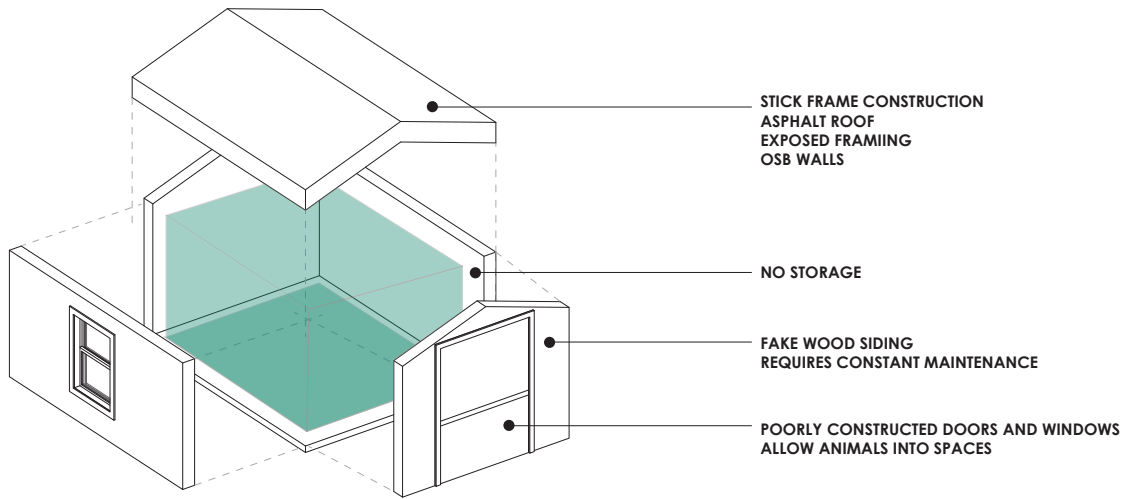 STICK FRAME CONSTRUCTION
ASPHALT ROOF
EXPOSED FRAMIING
OSB WALLS
NO STORAGE
FAKE WOOD SIDING
REQUIRES CONSTANT MAINTENANCE
POORLY CONSTRUCTED DOORS AND WINDOWS
ALLOW ANIMALS INTO SPACES